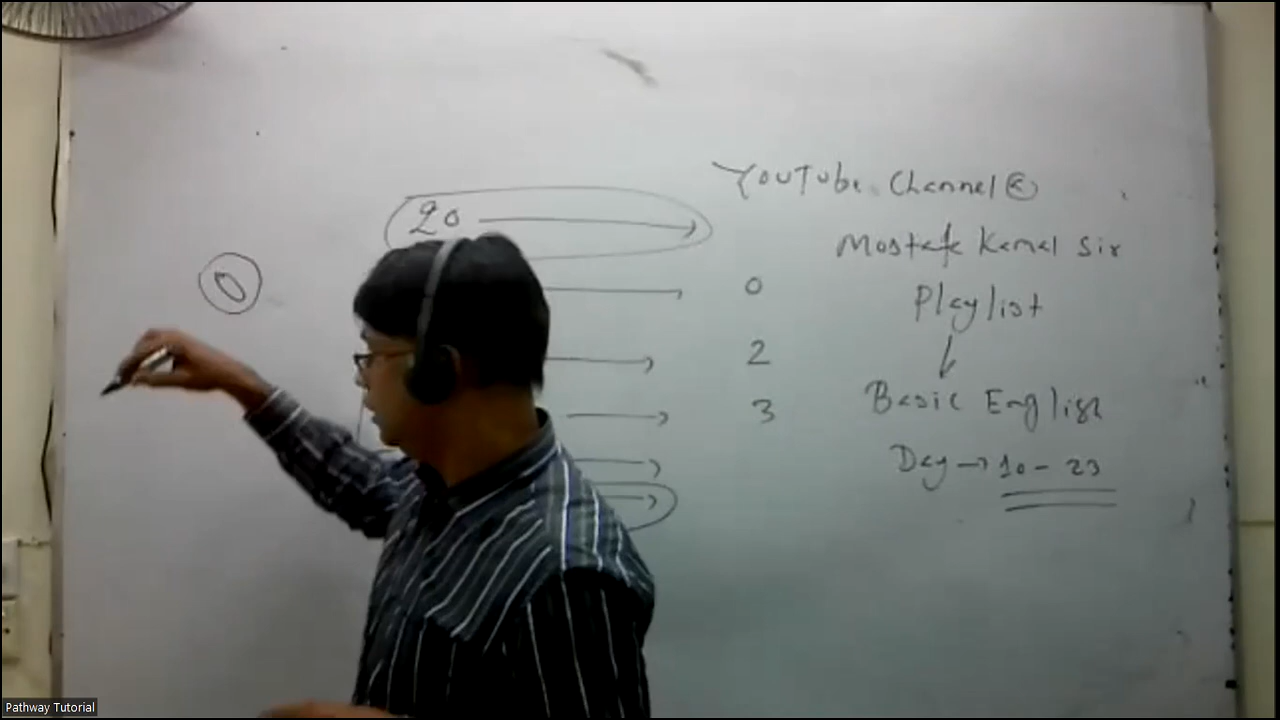 YouTube Channel @
20
Mostafa Kamal Sir
0
0
Playlist
2
3
Basic English
Day → 10 - 23
Pathway Tutorial